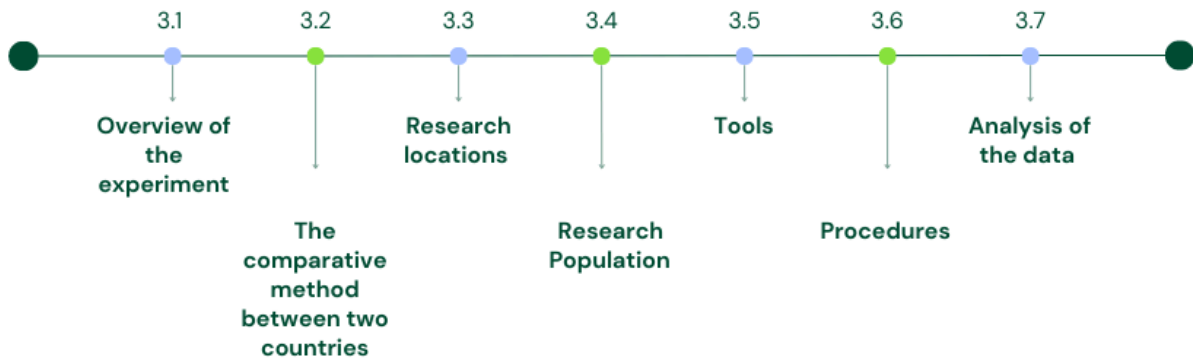 3.1 3.2 3.3 3.4 3.5 3.6 3.7
Overview of
the
experiment
The
comparative
method
between two
countries
Research
locations
Research
Population
Tools
Procedures
Analysis of
the data